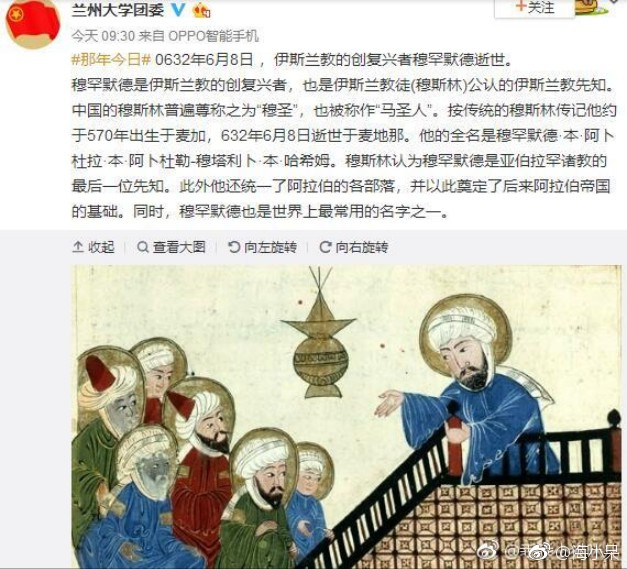 兰州大学团委
+关注
今天 09:30 来自 OPPO智能手机
#那年今日# 0632年6月8日，伊斯兰教的创复兴者穆罕默德逝世。
穆罕默德是伊斯兰教的创复兴者，也是伊斯兰教徒(穆斯林)公认的伊斯兰教先知。
中国的穆斯林普遍尊称之为“穆圣”，也被称作“马圣人”。按传统的穆斯林传记他约
于570年出生于麦加，632年6月8日逝世于麦地那。他的全名是穆罕默德·本·阿卜
杜拉·本·阿卜杜勒-穆塔利卜·本·哈希姆。穆斯林认为穆罕默德是亚伯拉罕诸教的
最后一位先知。此外他还统一了阿拉伯的各部落，并以此奠定了后来阿拉伯帝国
的基础。同时，穆罕默德也是世界上最常用的名字之一。
收起 查看大图 向左旋转 向右旋转
@海小呆